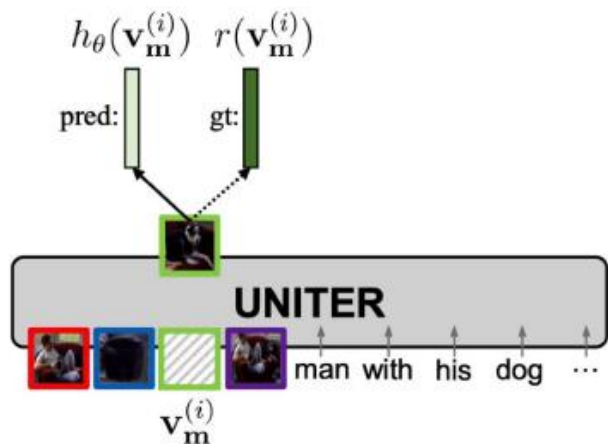 h_θ(v_m^(i)) r(v_m^(i))
pred: gt:
UNITER
man with his dog ...
v_m^(i)